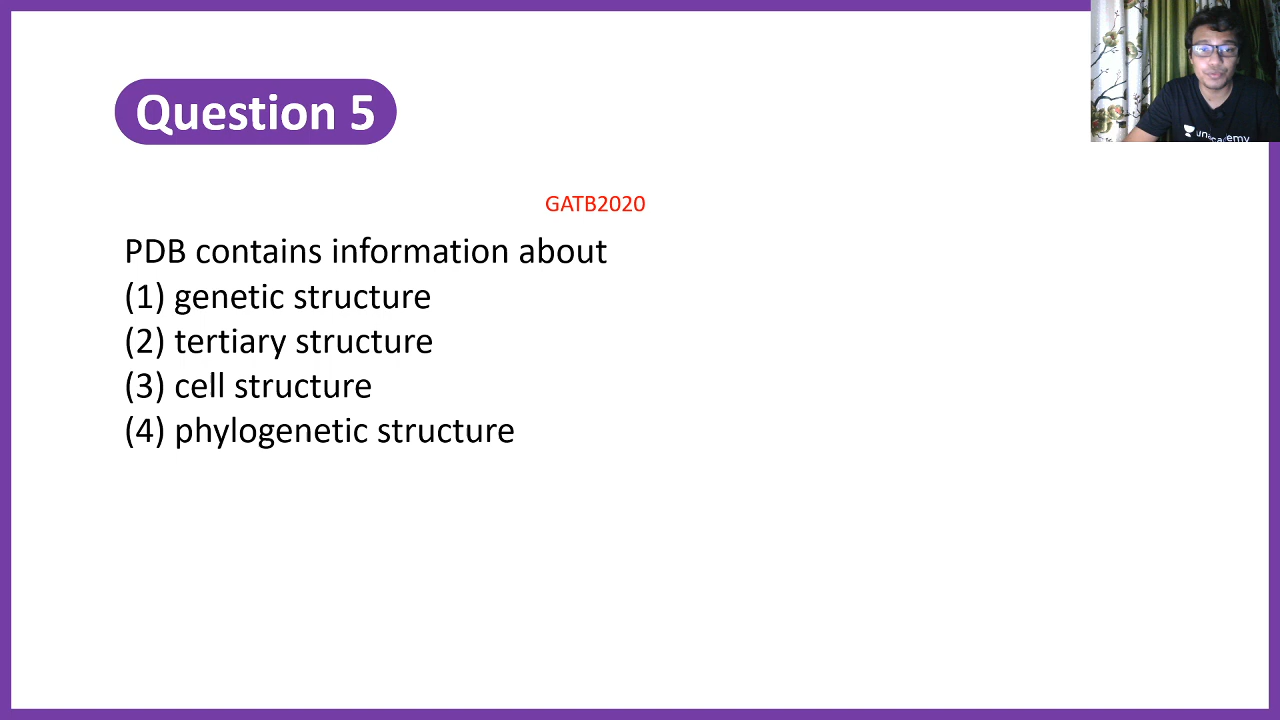 Question 5
GATB2020
PDB contains information about
(1) genetic structure
(2) tertiary structure
(3) cell structure
(4) phylogenetic structure
unacademy